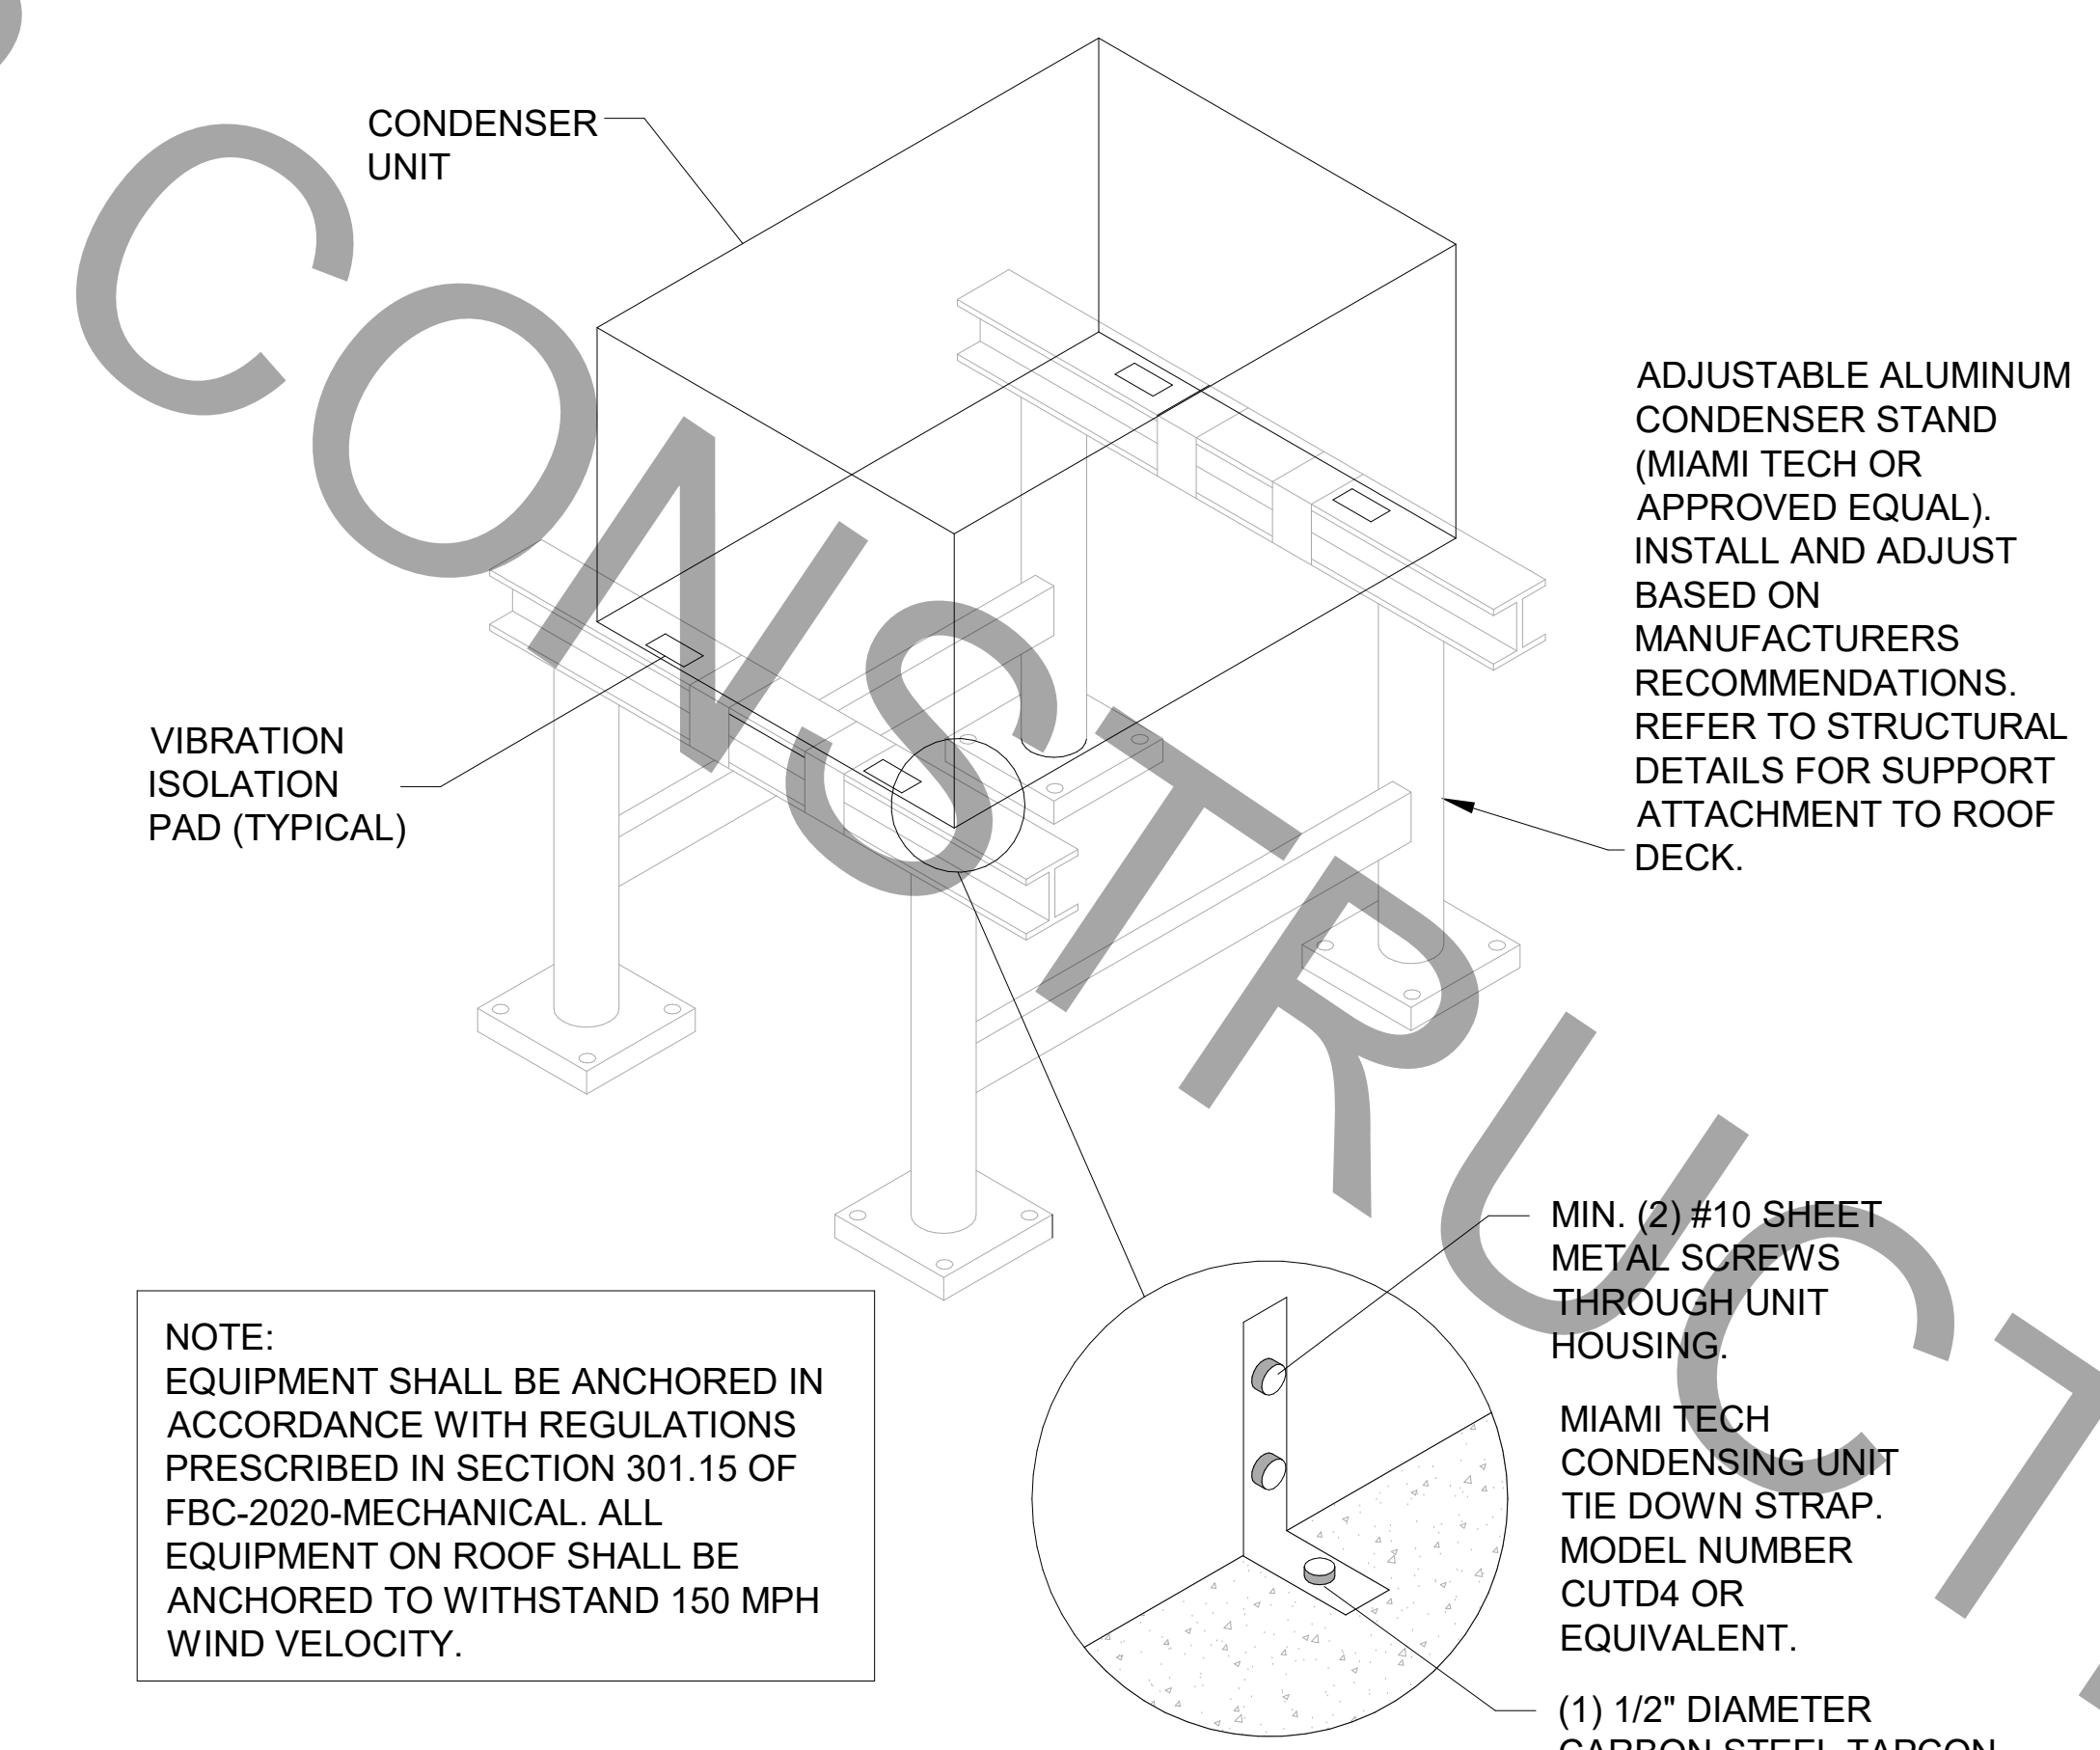 CONDENSER
UNIT
ADJUSTABLE ALUMINUM
CONDENSER STAND
(MIAMI TECH OR
APPROVED EQUAL).
INSTALL AND ADJUST
BASED ON
MANUFACTURERS
RECOMMENDATIONS.
REFER TO STRUCTURAL
DETAILS FOR SUPPORT
ATTACHMENT TO ROOF
DECK.
VIBRATION
ISOLATION
PAD (TYPICAL)
MIN. (2) #10 SHEET
METAL SCREWS
THROUGH UNIT
HOUSING.
MIAMI TECH
CONDENSING UNIT
TIE DOWN STRAP.
MODEL NUMBER
CUTD4 OR
EQUIVALENT.
(1) 1/2" DIAMETER
CARBON STEEL TAPCON
NOTE:
EQUIPMENT SHALL BE ANCHORED IN
ACCORDANCE WITH REGULATIONS
PRESCRIBED IN SECTION 301.15 OF
FBC-2020-MECHANICAL. ALL
EQUIPMENT ON ROOF SHALL BE
ANCHORED TO WITHSTAND 150 MPH
WIND VELOCITY.
CONSTRUCT